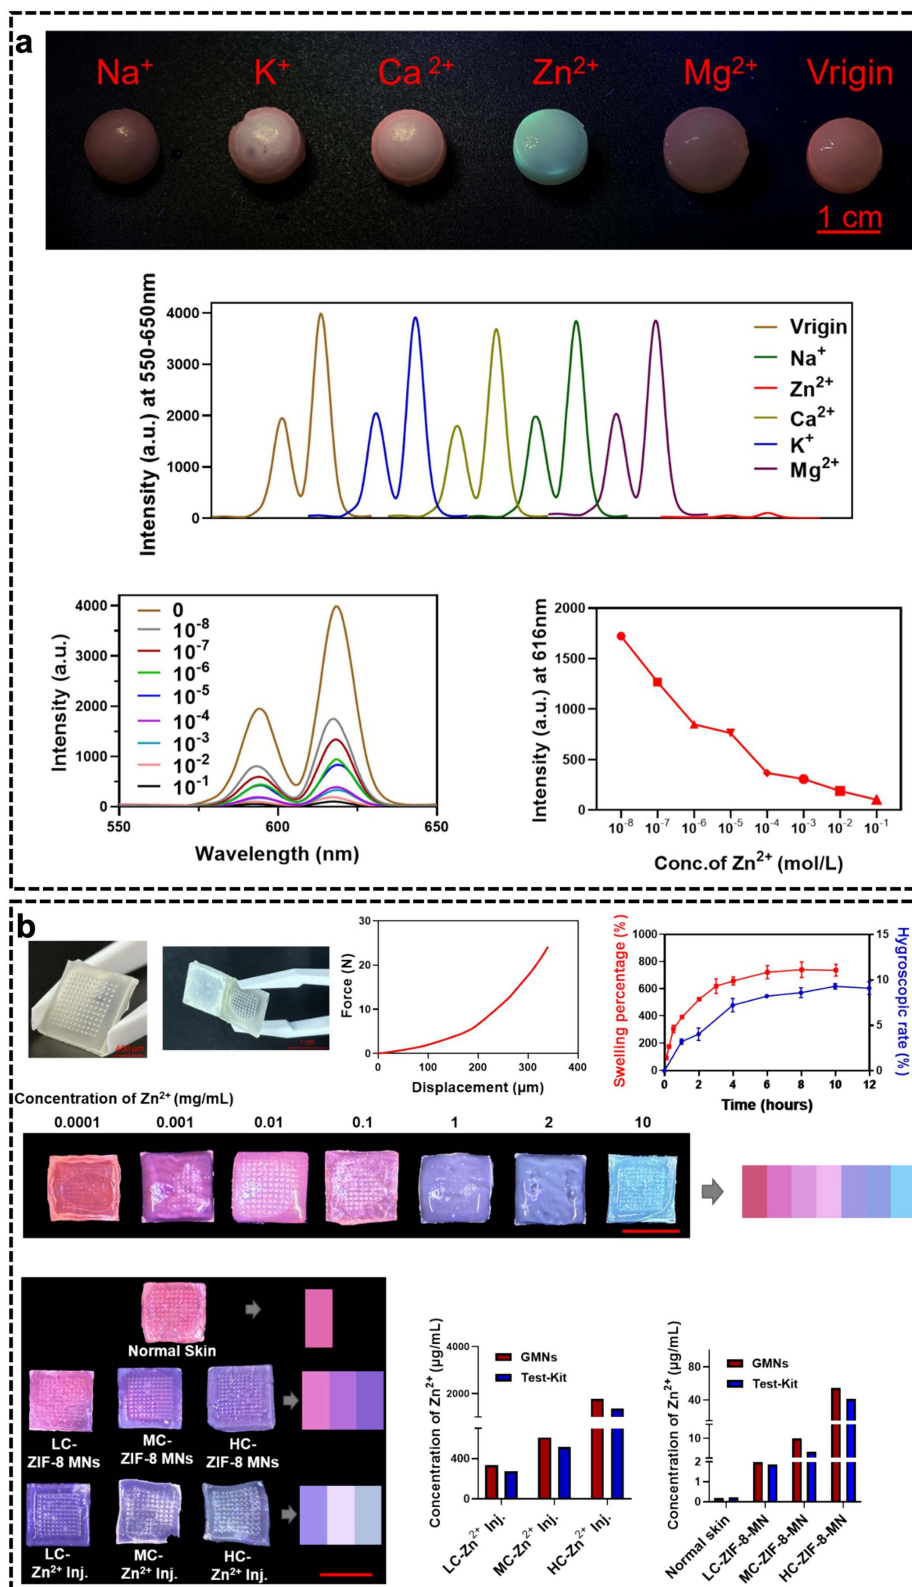 a
Na⁺ K⁺ Ca²⁺ Zn²⁺ Mg²⁺ Vrigin
1 cm
Intensity (a.u.) at 550-650nm
4000
3000
2000
1000
0
Vrigin
Na⁺
Zn²⁺
Ca²⁺
K⁺
Mg²⁺
Intensity (a.u.)
4000
3000
2000
1000
0
0
10⁻⁸
10⁻⁷
10⁻⁶
10⁻⁵
10⁻⁴
10⁻³
10⁻²
10⁻¹
550 600 650
Wavelength (nm)
Intensity (a.u.) at 616nm
2000
1500
1000
500
0
10⁻⁸ 10⁻⁷ 10⁻⁶ 10⁻⁵ 10⁻⁴ 10⁻³ 10⁻² 10⁻¹
Conc.of Zn²⁺ (mol/L)
b
Force (N)
30
20
10
0
0 100 200 300 400
Displacement (μm)
Swelling percentage (%)
1000
800
600
400
200
0
15
10
5
0
Hygroscopic rate (%)
0 2 4 6 8 10 12
Time (hours)
Concentration of Zn²⁺ (mg/mL)
0.0001 0.001 0.01 0.1 1 2 10
Normal Skin
LC- MC- HC-
ZIF-8 MNs ZIF-8 MNs ZIF-8 MNs
LC- MC- HC-
Zn²⁺ Inj. Zn²⁺ Inj. Zn²⁺ Inj.
Concentration of Zn²⁺ (μg/mL)
4000
2000
400
0
GMNs
Test-Kit
LC-Zn²⁺ Inj.
MC-Zn²⁺ Inj.
HC-Zn²⁺ Inj.
Concentration of Zn²⁺ (μg/mL)
80
40
10
2
1
0
GMNs
Test-Kit
Normal skin
LC-ZIF-8-MN
MC-ZIF-8-MN
HC-ZIF-8-MN